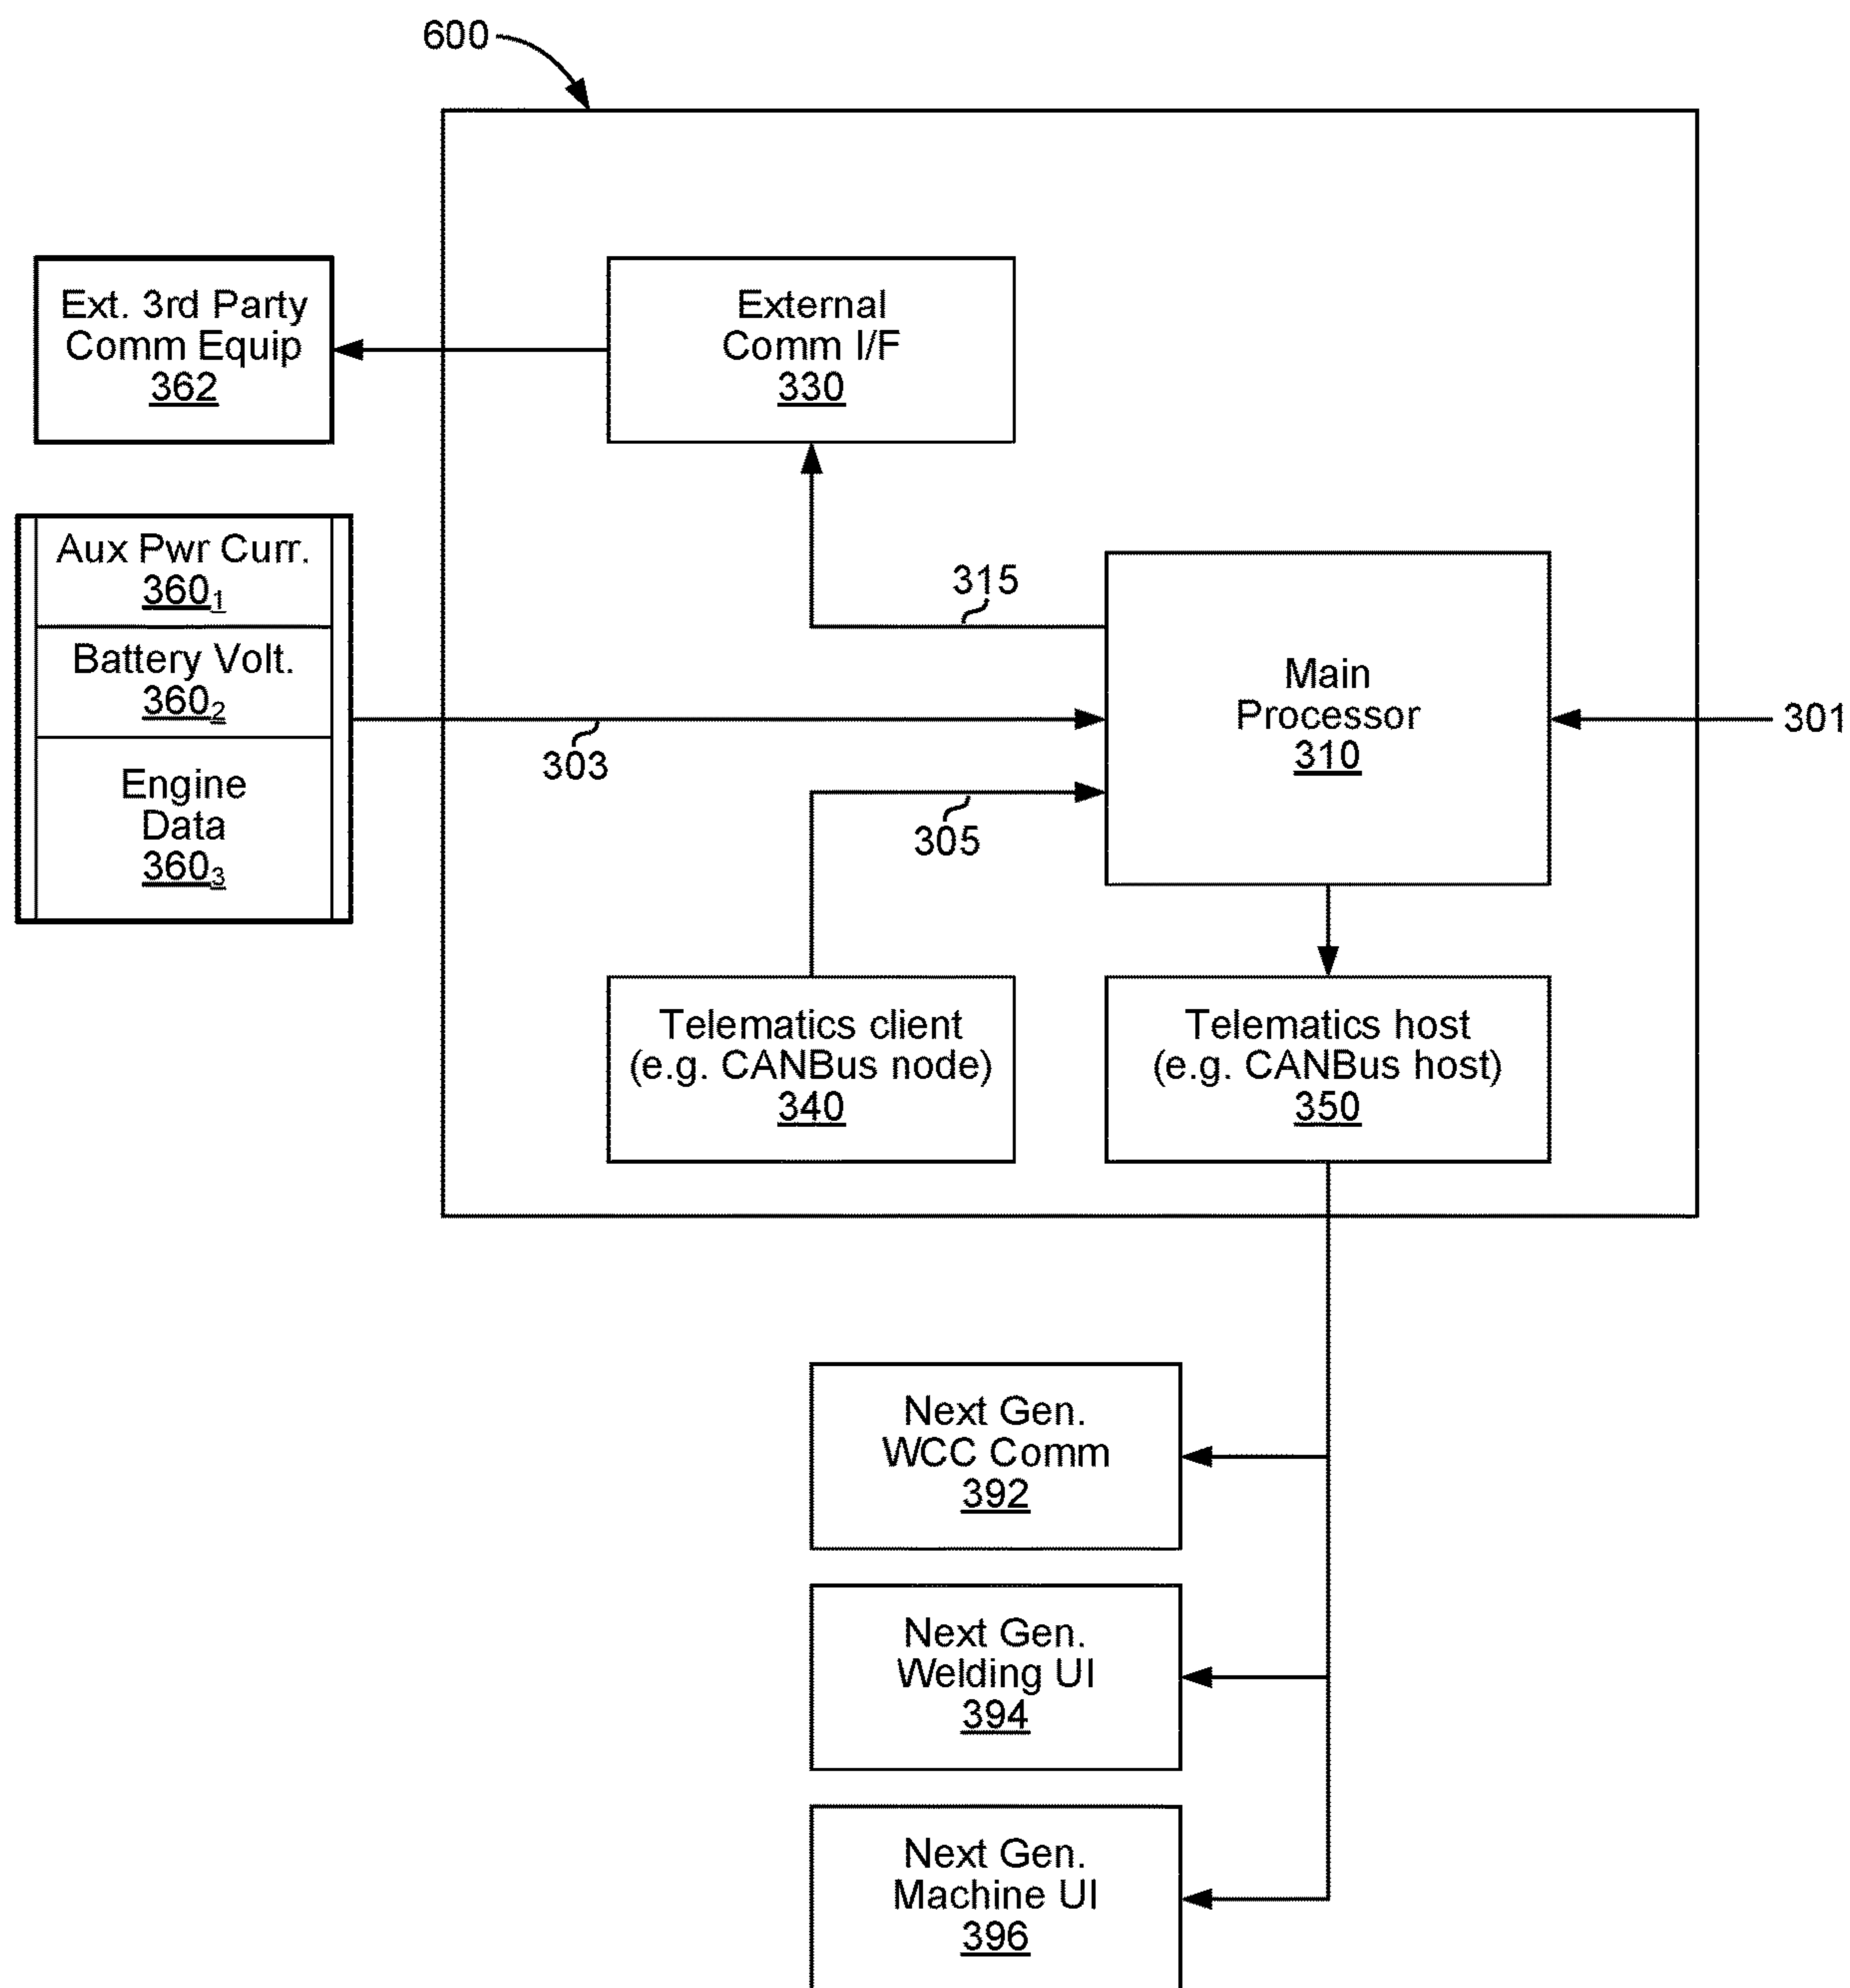 600
Ext. 3rd Party
Comm Equip
362
External
Comm I/F
330
Aux Pwr Curr.
360₁
Battery Volt.
360₂
Engine
Data
360₃
315
303
305
Main
Processor
310
301
Telematics client
(e.g. CANBus node)
340
Telematics host
(e.g. CANBus host)
350
Next Gen.
WCC Comm
392
Next Gen.
Welding UI
394
Next Gen.
Machine UI
396